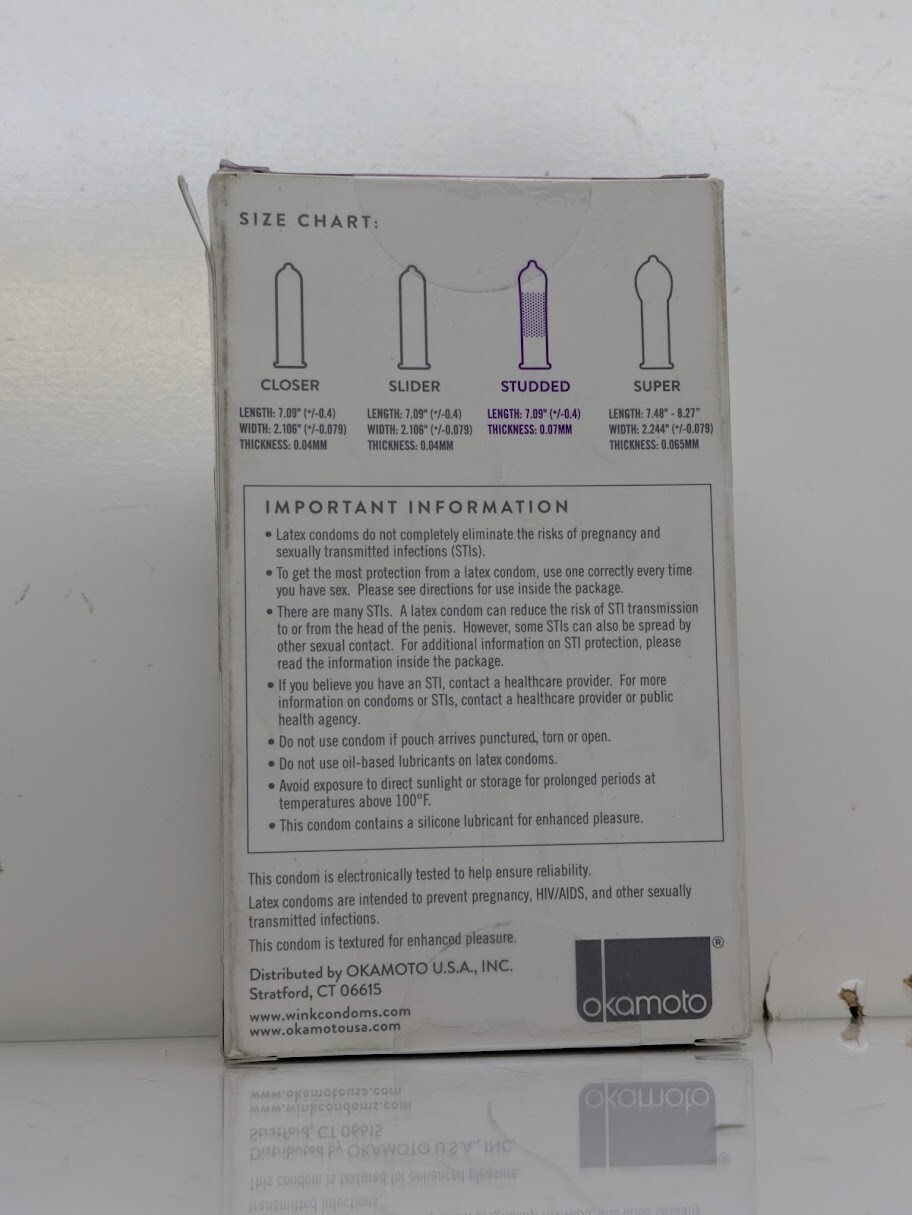 SIZE CHART:
CLOSER SLIDER STUDDED SUPER
LENGTH: 7.09" (+/-0.4) LENGTH: 7.09" (+/-0.4) LENGTH: 7.09" (+/-0.4) LENGTH: 7.48" - 8.27"
WIDTH: 2.106" (+/-0.079) WIDTH: 2.106" (+/-0.079) THICKNESS: 0.07MM WIDTH: 2.244" (+/-0.079)
THICKNESS: 0.04MM THICKNESS: 0.04MM THICKNESS: 0.065MM
IMPORTANT INFORMATION
• Latex condoms do not completely eliminate the risks of pregnancy and
sexually transmitted infections (STIs).
• To get the most protection from a latex condom, use one correctly every time
you have sex. Please see directions for use inside the package.
• There are many STIs. A latex condom can reduce the risk of STI transmission
to or from the head of the penis. However, some STIs can also be spread by
other sexual contact. For additional information on STI protection, please
read the information inside the package.
• If you believe you have an STI, contact a healthcare provider. For more
information on condoms or STIs, contact a healthcare provider or public
health agency.
• Do not use condom if pouch arrives punctured, torn or open.
• Do not use oil-based lubricants on latex condoms.
• Avoid exposure to direct sunlight or storage for prolonged periods at
temperatures above 100°F.
• This condom contains a silicone lubricant for enhanced pleasure.
This condom is electronically tested to help ensure reliability.
Latex condoms are intended to prevent pregnancy, HIV/AIDS, and other sexually
transmitted infections.
This condom is textured for enhanced pleasure.
Distributed by OKAMOTO U.S.A., INC.
Stratford, CT 06615
www.winkcondoms.com
www.okamotousa.com
okamoto®